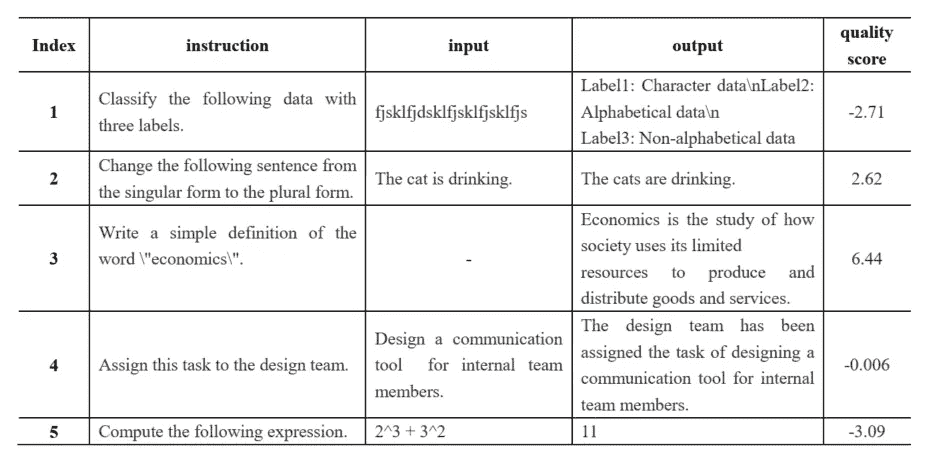 Index instruction input output quality score
1 Classify the following data with three labels. fjsklfjdsklfjsklfjsklfjs Label1: Character data\nLabel2: Alphabetical data\n Label3: Non-alphabetical data -2.71
2 Change the following sentence from the singular form to the plural form. The cat is drinking. The cats are drinking. 2.62
3 Write a simple definition of the word \"economics\". - Economics is the study of how society uses its limited resources to produce and distribute goods and services. 6.44
4 Assign this task to the design team. Design a communication tool for internal team members. The design team has been assigned the task of designing a communication tool for internal team members. -0.006
5 Compute the following expression. 2^3 + 3^2 11 -3.09